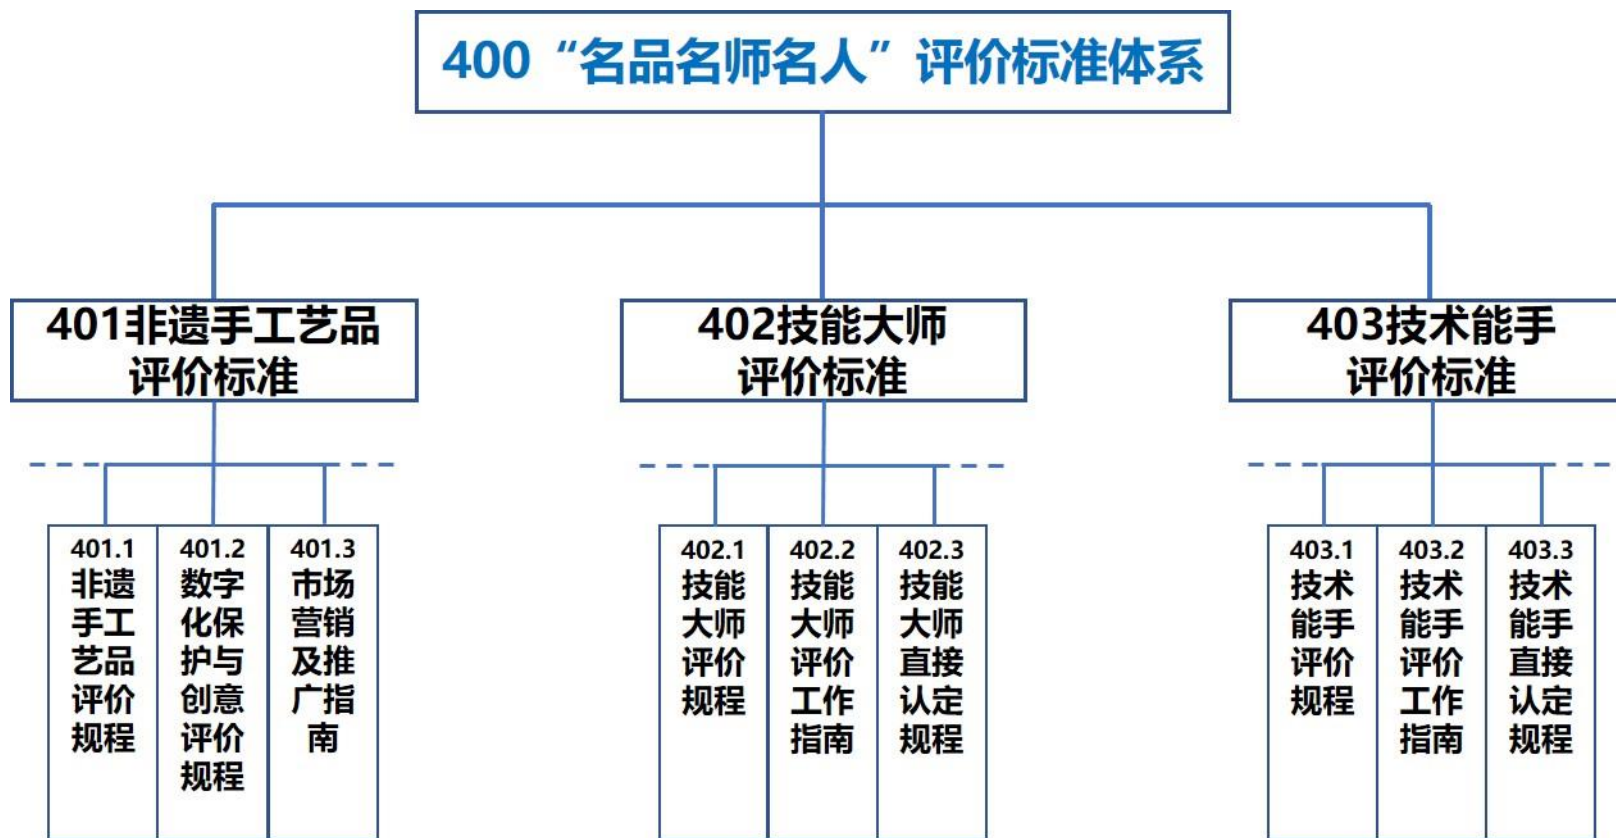 400“名品名师名人”评价标准体系
401非遗手工艺品
评价标准
402技能大师
评价标准
403技术能手
评价标准
401.1
非遗
手工
艺品
评价
规程
401.2
数字
化保
护与
创意
评价
规程
401.3
市场
营销
及推
广指
南
402.1
技能
大师
评价
规程
402.2
技能
大师
评价
工作
指南
402.3
技能
大师
直接
认定
规程
403.1
技术
能手
评价
规程
403.2
技术
能手
评价
工作
指南
403.3
技术
能手
直接
认定
规程